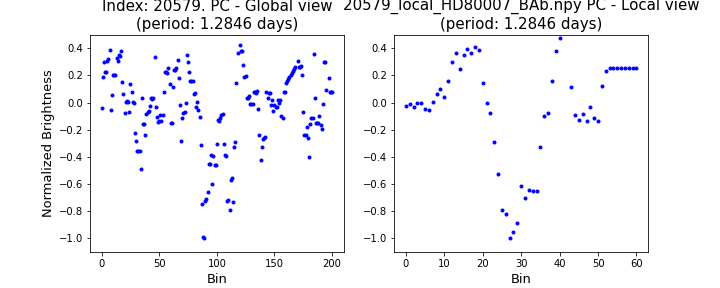 Index: 20579. PC - Global view
(period: 1.2846 days)
20579_local_HD80007_BAb.npy PC - Local view
(period: 1.2846 days)
Normalized Brightness
0.4
0.2
0.0
−0.2
−0.4
−0.6
−0.8
−1.0
0 50 100 150 200
Bin
0.4
0.2
0.0
−0.2
−0.4
−0.6
−0.8
−1.0
0 10 20 30 40 50 60
Bin